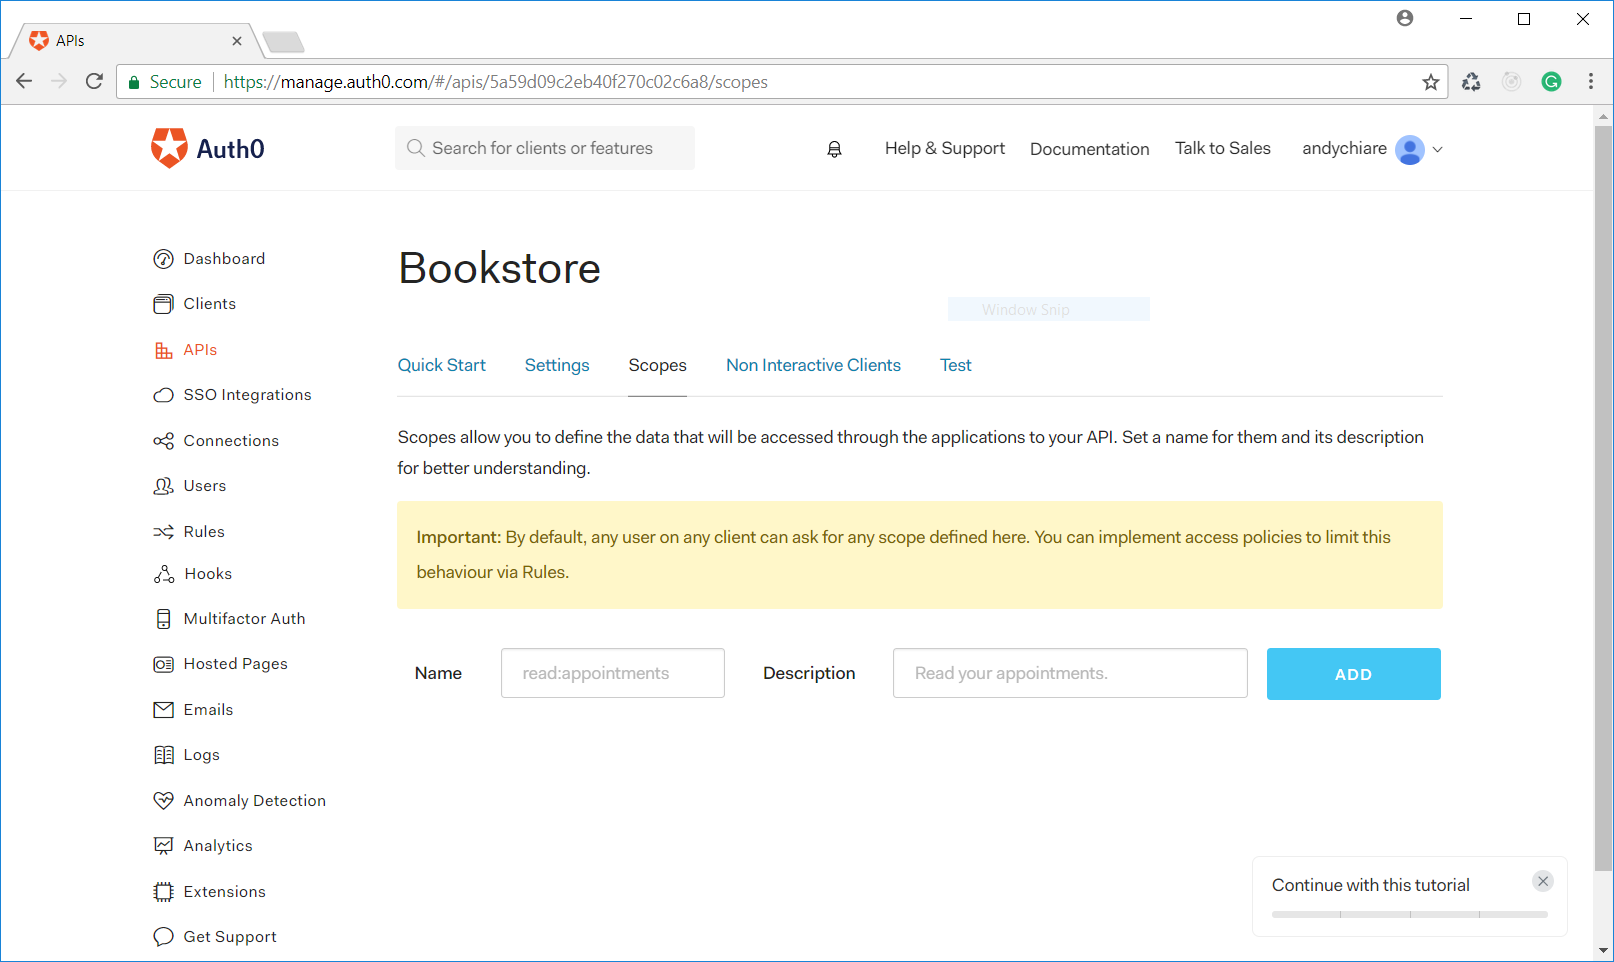 APIs
Secure https://manage.auth0.com/#/apis/5a59d09c2eb40f270c02c6a8/scopes
Auth0
Search for clients or features
Help & Support
Documentation
Talk to Sales
andychiare
Dashboard
Clients
APIs
SSO Integrations
Connections
Users
Rules
Hooks
Multifactor Auth
Hosted Pages
Emails
Logs
Anomaly Detection
Analytics
Extensions
Get Support
Bookstore
Window Snip
Quick Start Settings Scopes Non Interactive Clients Test
Scopes allow you to define the data that will be accessed through the applications to your API. Set a name for them and its description
for better understanding.
Important: By default, any user on any client can ask for any scope defined here. You can implement access policies to limit this
behaviour via Rules.
Name read:appointments Description Read your appointments. ADD
Continue with this tutorial